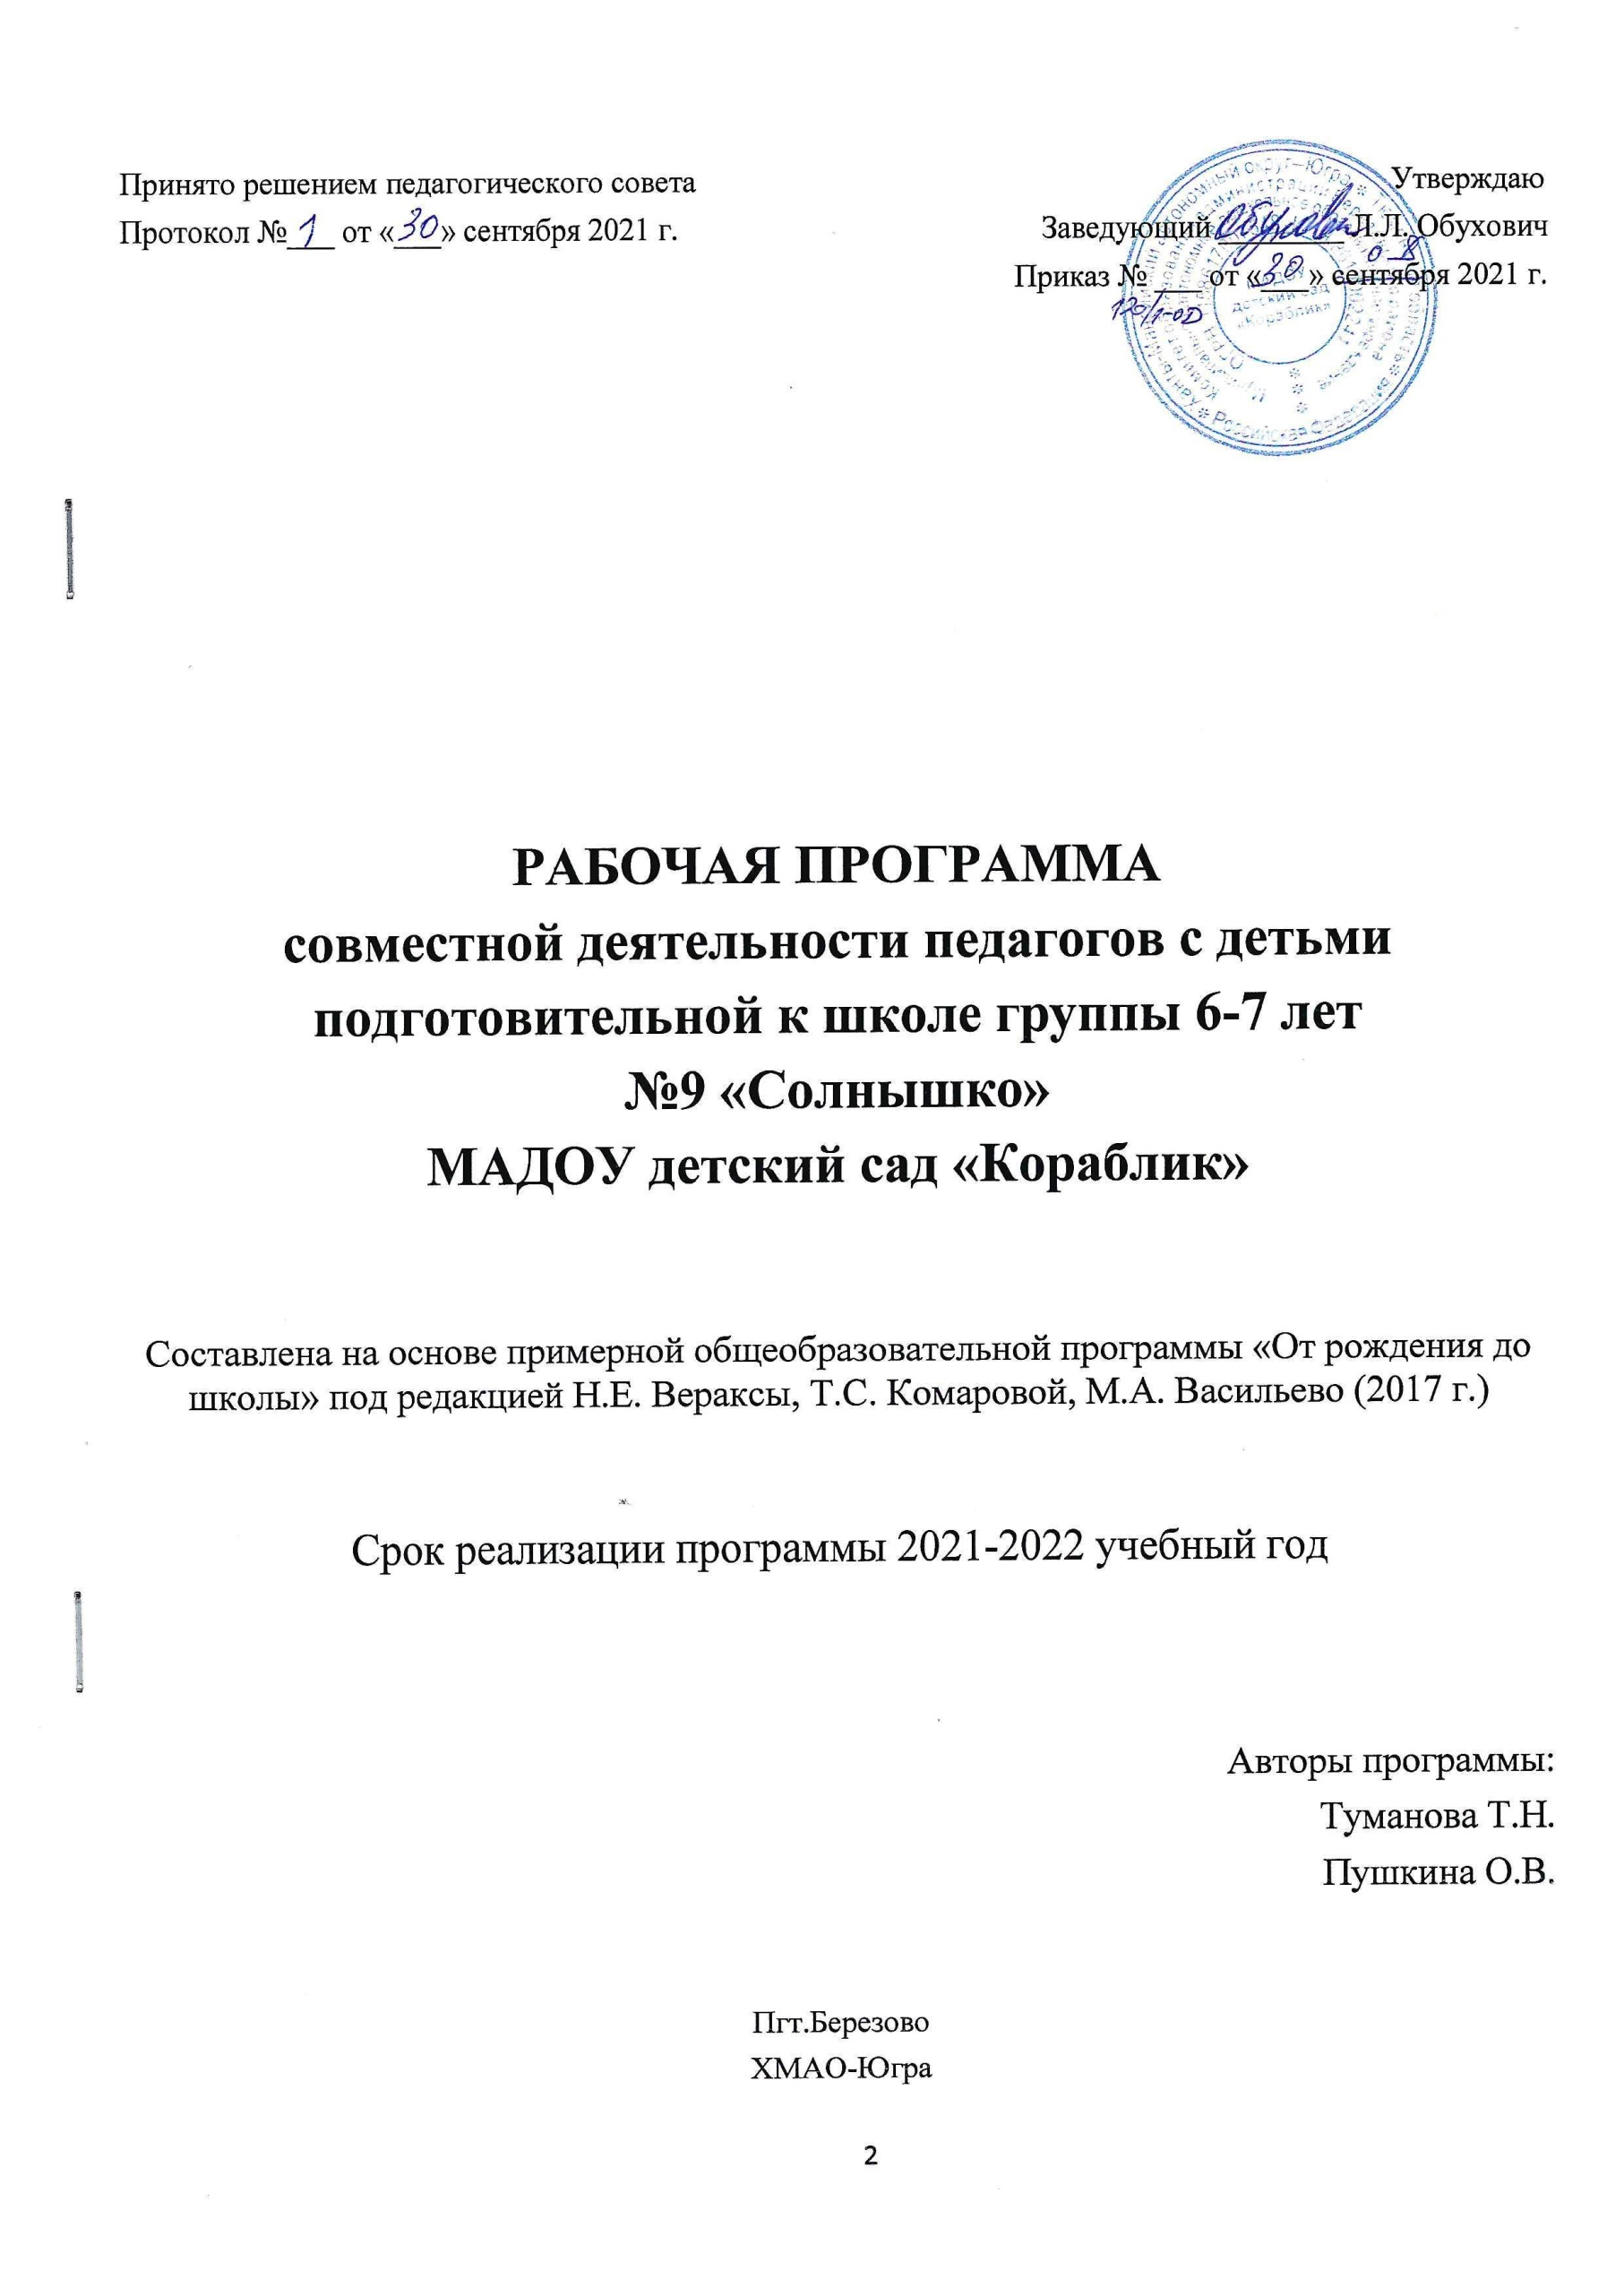 Принято решением педагогического совета
Протокол № 1 от «30» сентября 2021 г.
Утверждаю
Заведующий Л.Л. Обухович
Приказ № 120/1-ОД от «30» сентября 2021 г.
РАБОЧАЯ ПРОГРАММА
совместной деятельности педагогов с детьми
подготовительной к школе группы 6-7 лет
№9 «Солнышко»
МАДОУ детский сад «Кораблик»
Составлена на основе примерной общеобразовательной программы «От рождения до
школы» под редакцией Н.Е. Вераксы, Т.С. Комаровой, М.А. Васильево (2017 г.)
Срок реализации программы 2021-2022 учебный год
Авторы программы:
Туманова Т.Н.
Пушкина О.В.
Пгт.Березово
ХМАО-Югра
2